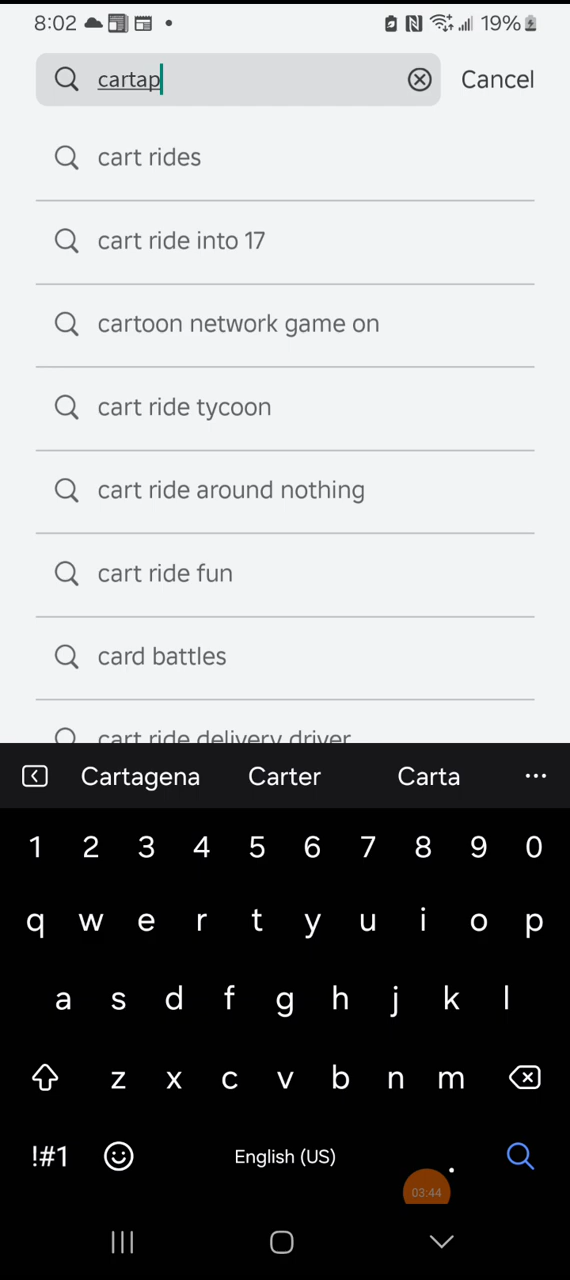 8:02 19%
cartap Cancel
cart rides
cart ride into 17
cartoon network game on
cart ride tycoon
cart ride around nothing
cart ride fun
card battles
cart ride delivery driver
Cartagena Carter Carta ...
1 2 3 4 5 6 7 8 9 0
q w e r t y u i o p
a s d f g h j k l
z x c v b n m
!#1 English (US) .
03:44